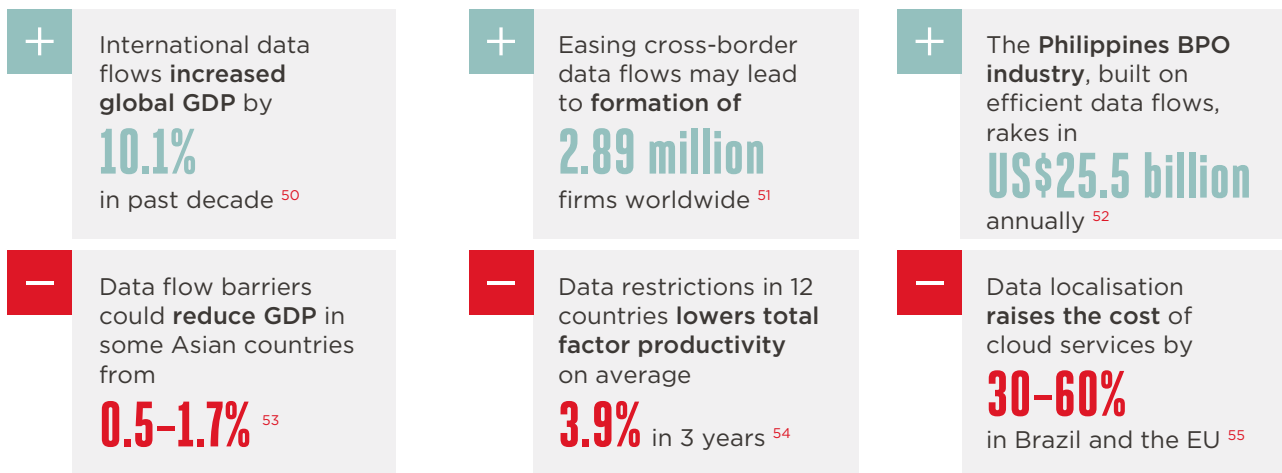 +
International data
flows increased
global GDP by
10.1%
in past decade 50
+
Easing cross-border
data flows may lead
to formation of
2.89 million
firms worldwide 51
+
The Philippines BPO
industry, built on
efficient data flows,
rakes in
US$25.5 billion
annually 52
–
Data flow barriers
could reduce GDP in
some Asian countries
from
0.5–1.7% 53
–
Data restrictions in 12
countries lowers total
factor productivity
on average
3.9% in 3 years 54
–
Data localisation
raises the cost of
cloud services by
30–60%
in Brazil and the EU 55